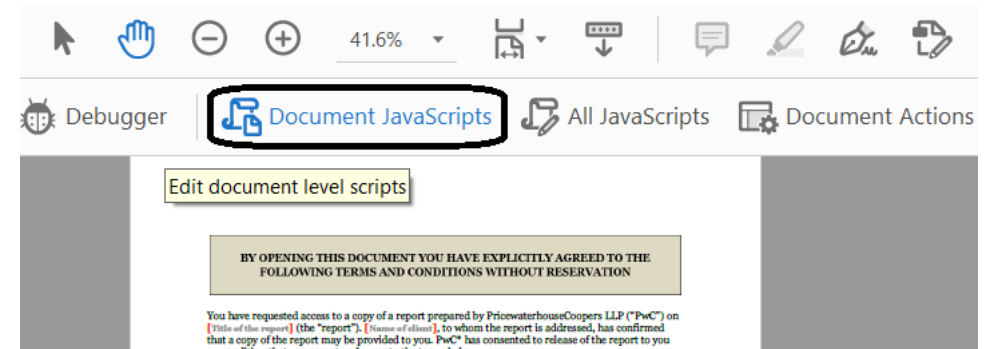 41.6%
Debugger Document JavaScripts All JavaScripts Document Actions
Edit document level scripts
BY OPENING THIS DOCUMENT YOU HAVE EXPLICITLY AGREED TO THE
FOLLOWING TERMS AND CONDITIONS WITHOUT RESERVATION
You have requested access to a copy of a report prepared by PricewaterhouseCoopers LLP ("PwC") on
[Title of the report] (the "report"). [Name of client], to whom the report is addressed, has confirmed
that a copy of the report may be provided to you. PwC* has consented to release of the report to you